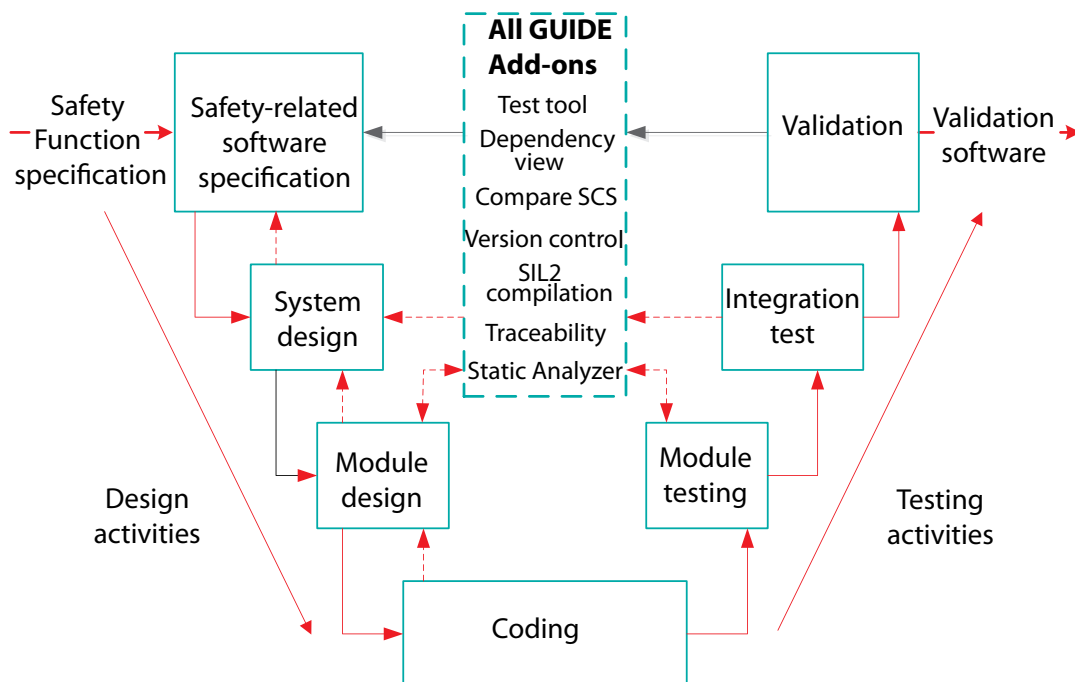 All GUIDE
Add-ons
Test tool
Dependency
view
Compare SCS
Version control
SIL2
compilation
Traceability
Static Analyzer
Safety
Function
specification
Safety-related
software
specification
Validation
Validation
software
System
design
Integration
test
Module
design
Module
testing
Design
activities
Testing
activities
Coding